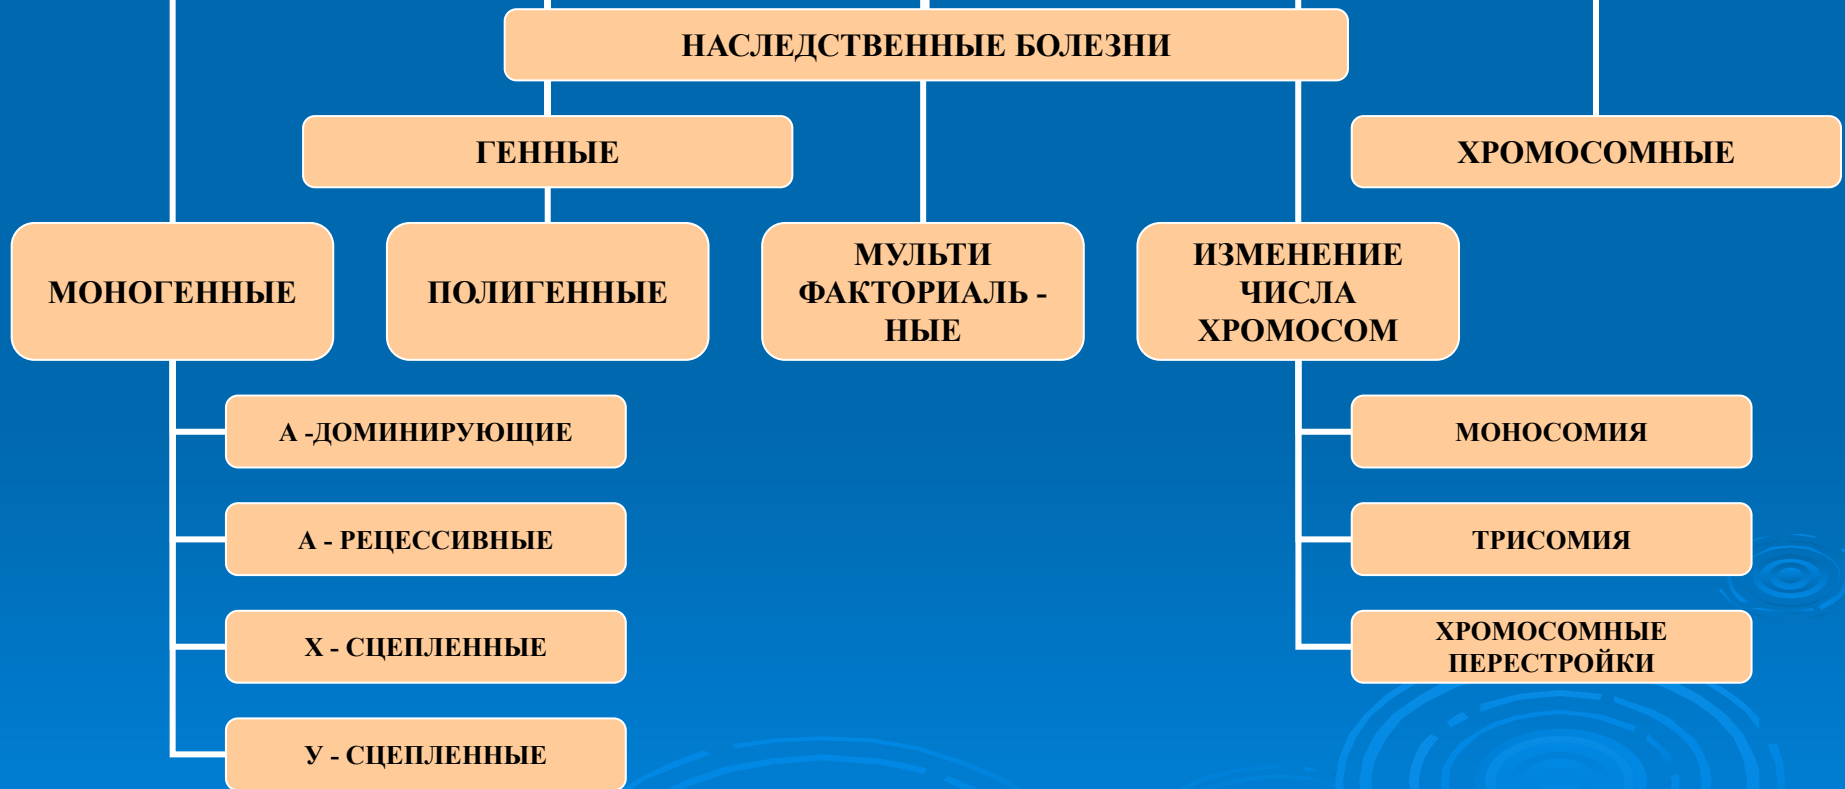 НАСЛЕДСТВЕННЫЕ БОЛЕЗНИ
ГЕННЫЕ
ХРОМОСОМНЫЕ
МОНОГЕННЫЕ
ПОЛИГЕННЫЕ
МУЛЬТИ
ФАКТОРИАЛЬ -
НЫЕ
ИЗМЕНЕНИЕ
ЧИСЛА
ХРОМОСОМ
А -ДОМИНИРУЮЩИЕ
А - РЕЦЕССИВНЫЕ
Х - СЦЕПЛЕННЫЕ
У - СЦЕПЛЕННЫЕ
МОНОСОМИЯ
ТРИСОМИЯ
ХРОМОСОМНЫЕ
ПЕРЕСТРОЙКИ